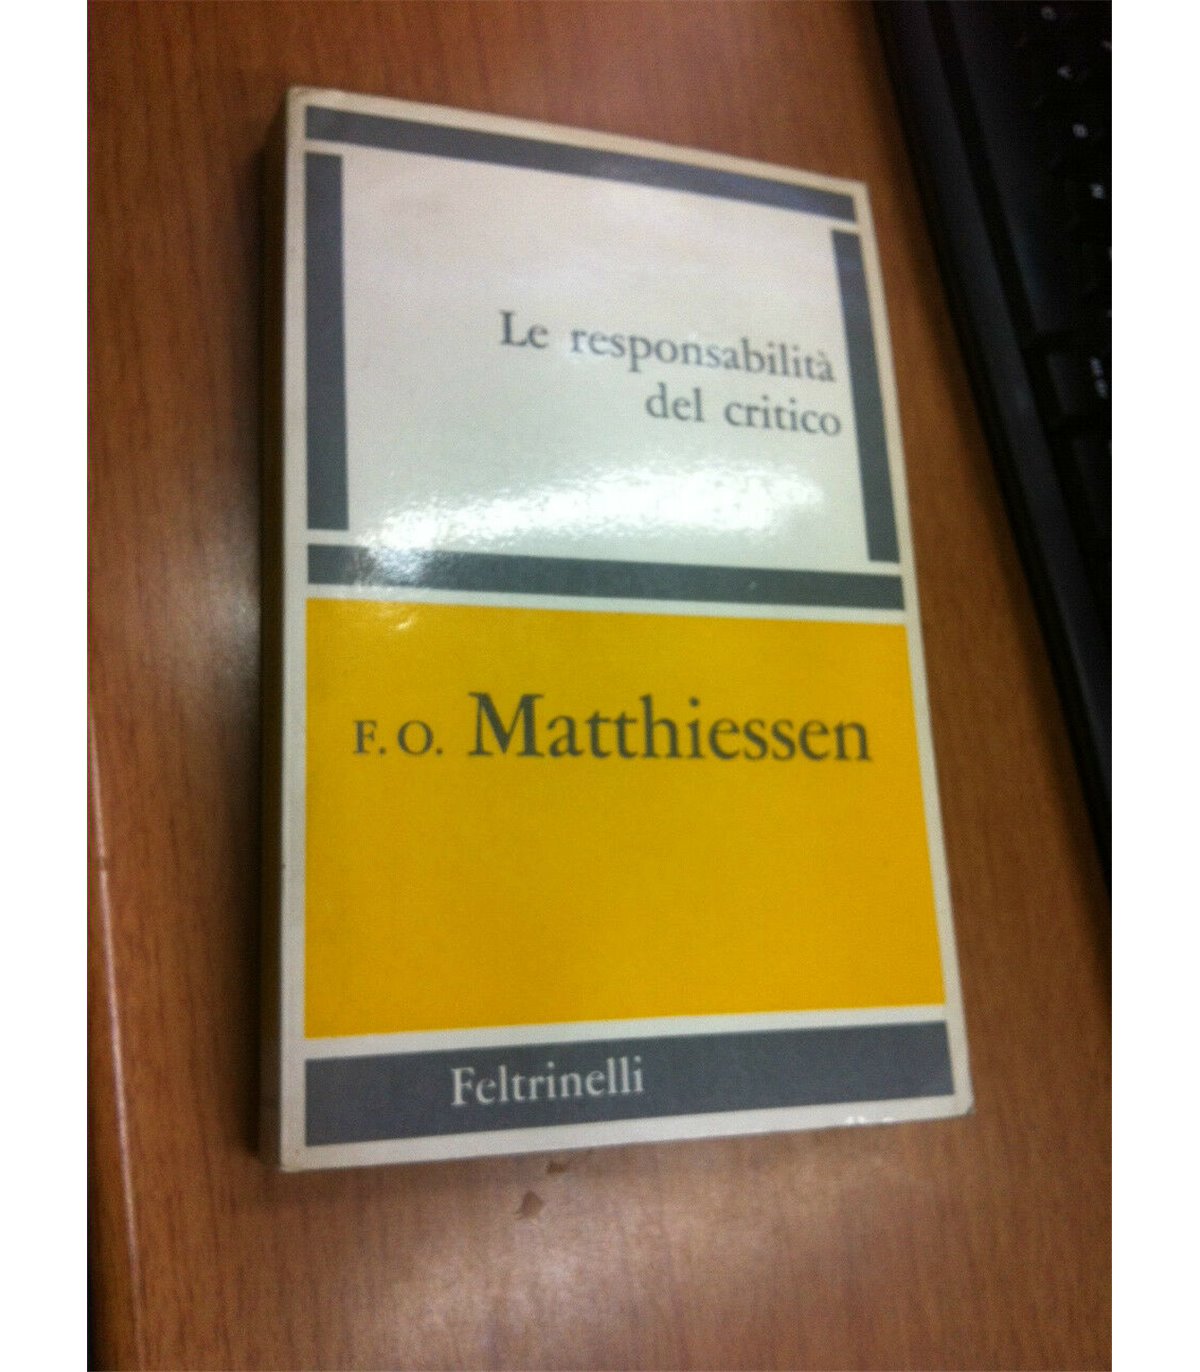 Le responsabilità
del critico
F. O. Matthiessen
Feltrinelli